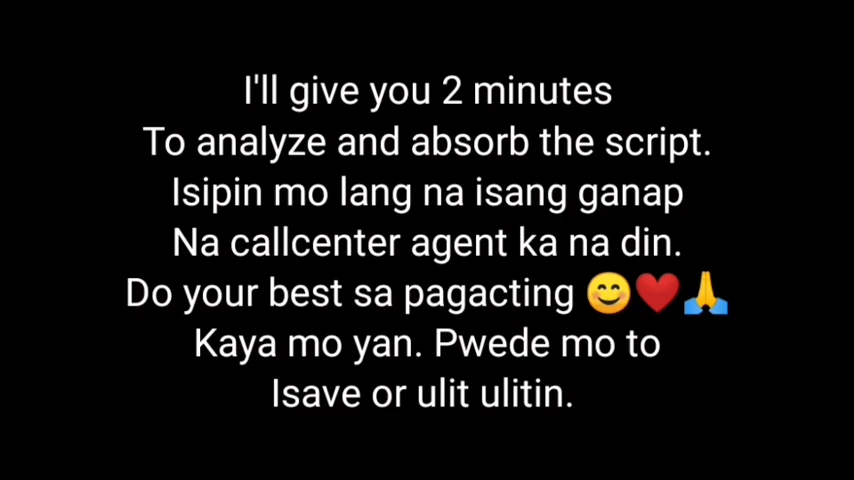 I'll give you 2 minutes
To analyze and absorb the script.
Isipin mo lang na isang ganap
Na callcenter agent ka na din.
Do your best sa pagacting 😊❤️🙏
Kaya mo yan. Pwede mo to
Isave or ulit ulitin.